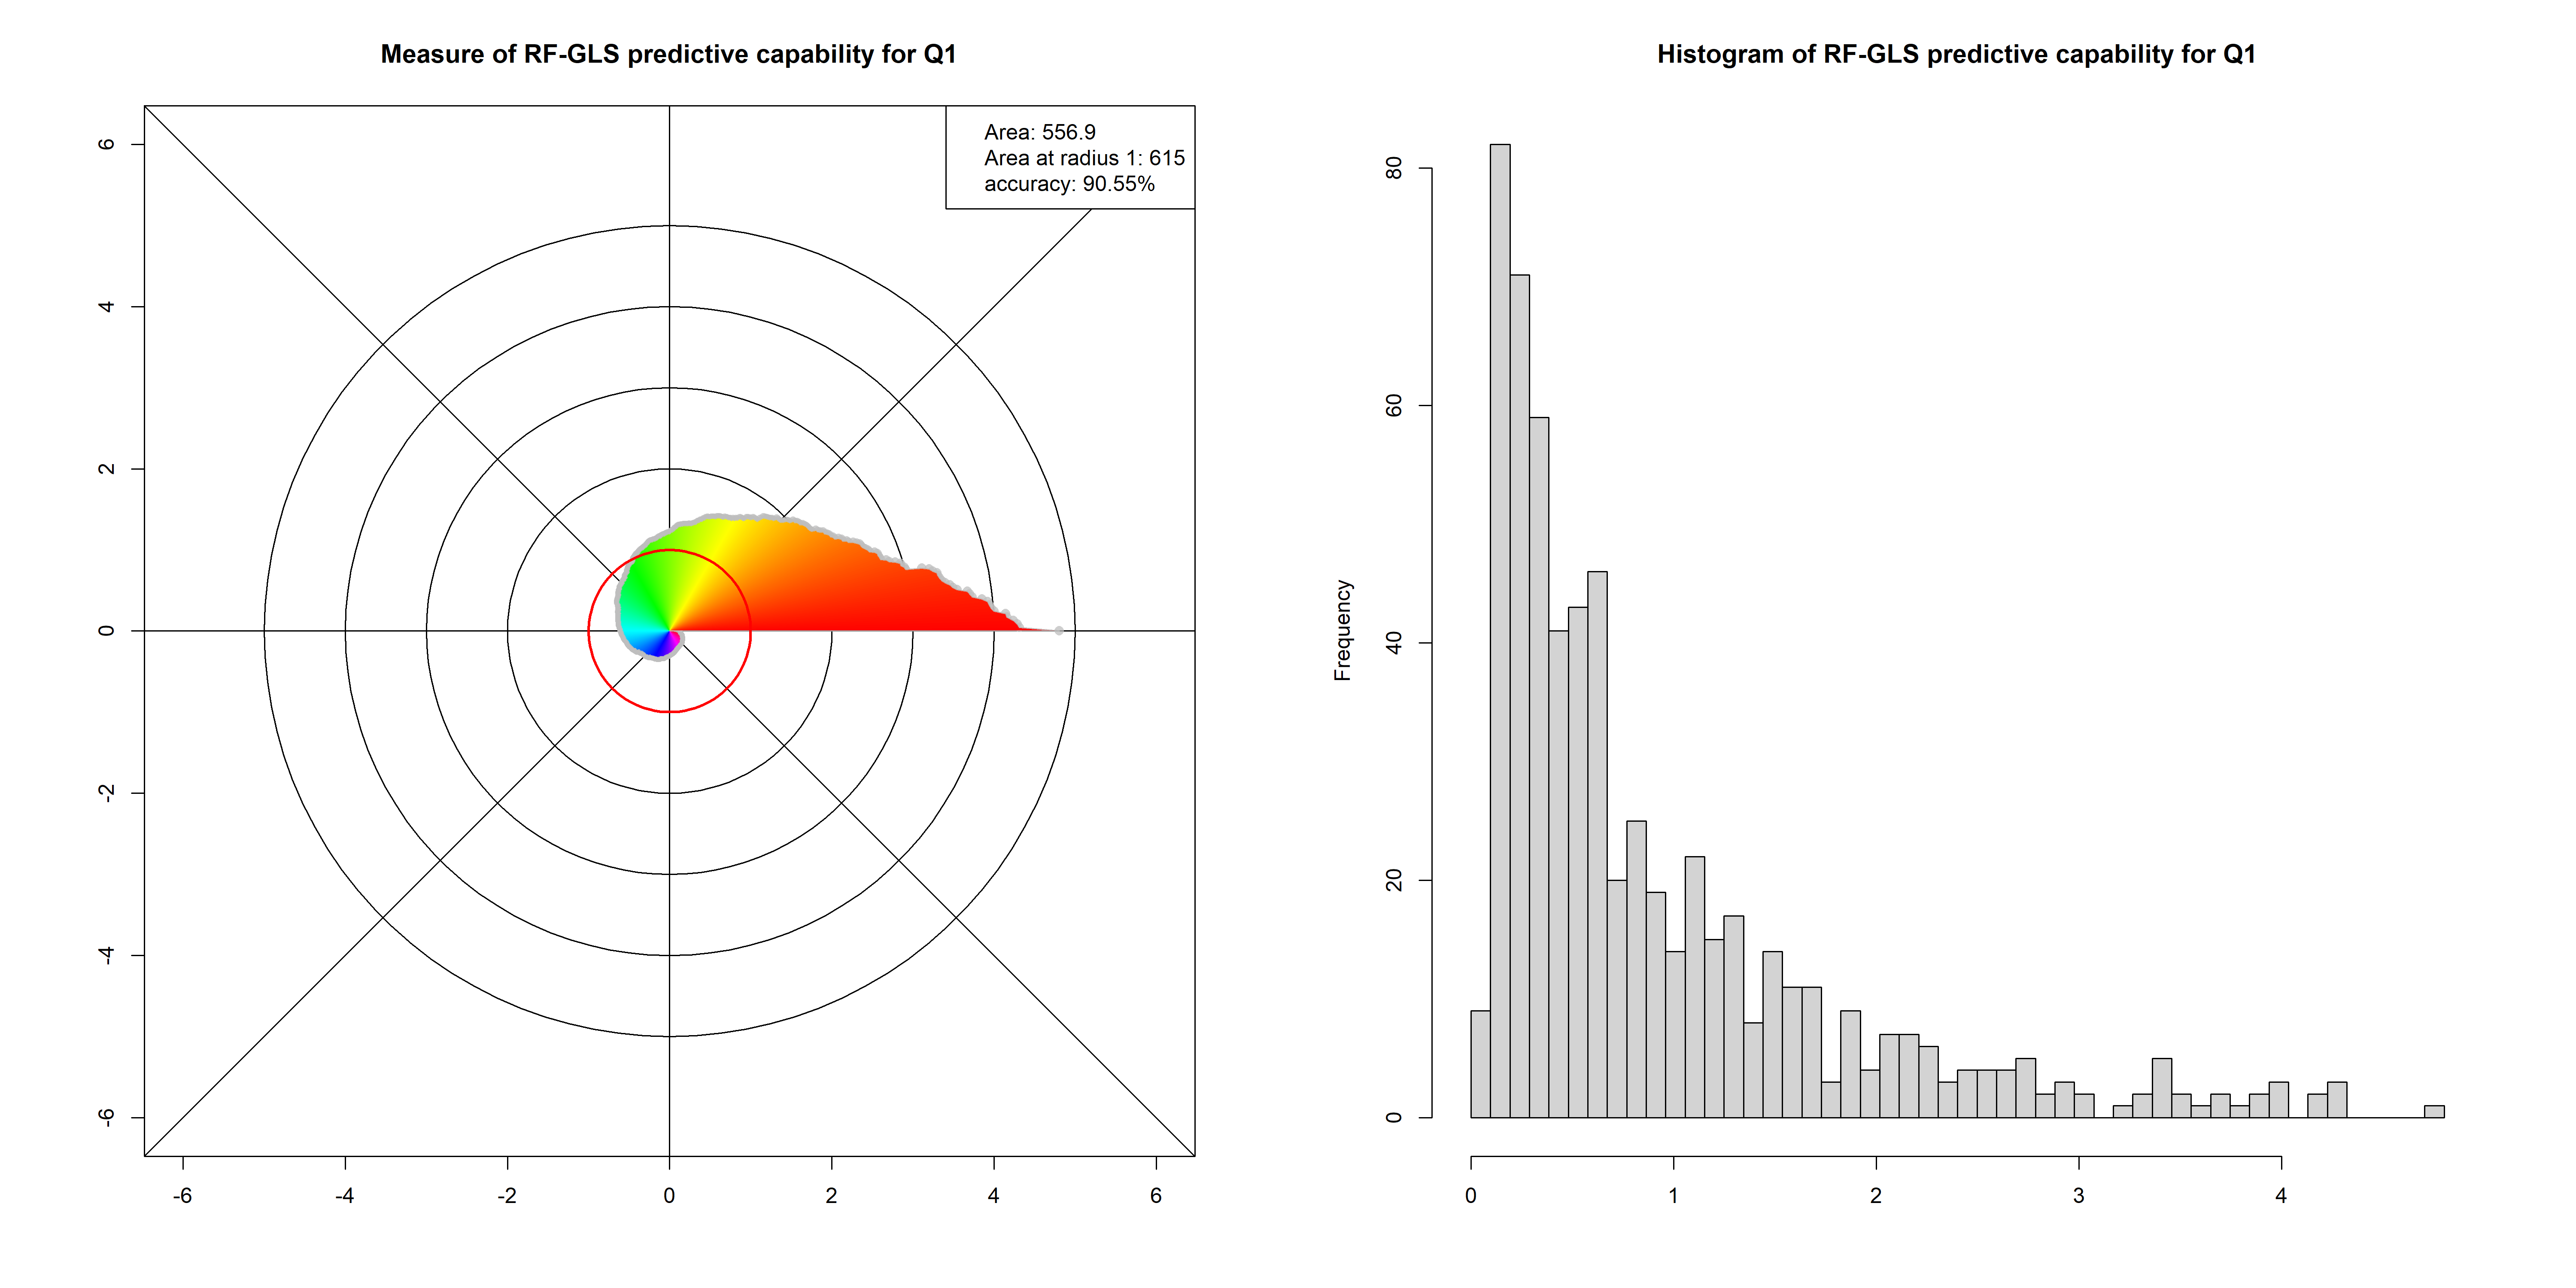 Measure of RF-GLS predictive capability for Q1
Area: 556.9
Area at radius 1: 615
accuracy: 90.55%
6
4
2
0
-2
-4
-6
-6 -4 -2 0 2 4 6
Histogram of RF-GLS predictive capability for Q1
Frequency
80
60
40
20
0
0 1 2 3 4